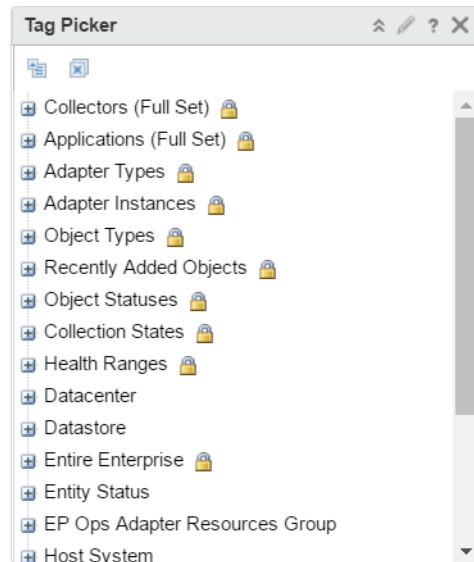 Tag Picker ?
Collectors (Full Set)
Applications (Full Set)
Adapter Types
Adapter Instances
Object Types
Recently Added Objects
Object Statuses
Collection States
Health Ranges
Datacenter
Datastore
Entire Enterprise
Entity Status
EP Ops Adapter Resources Group
Host System